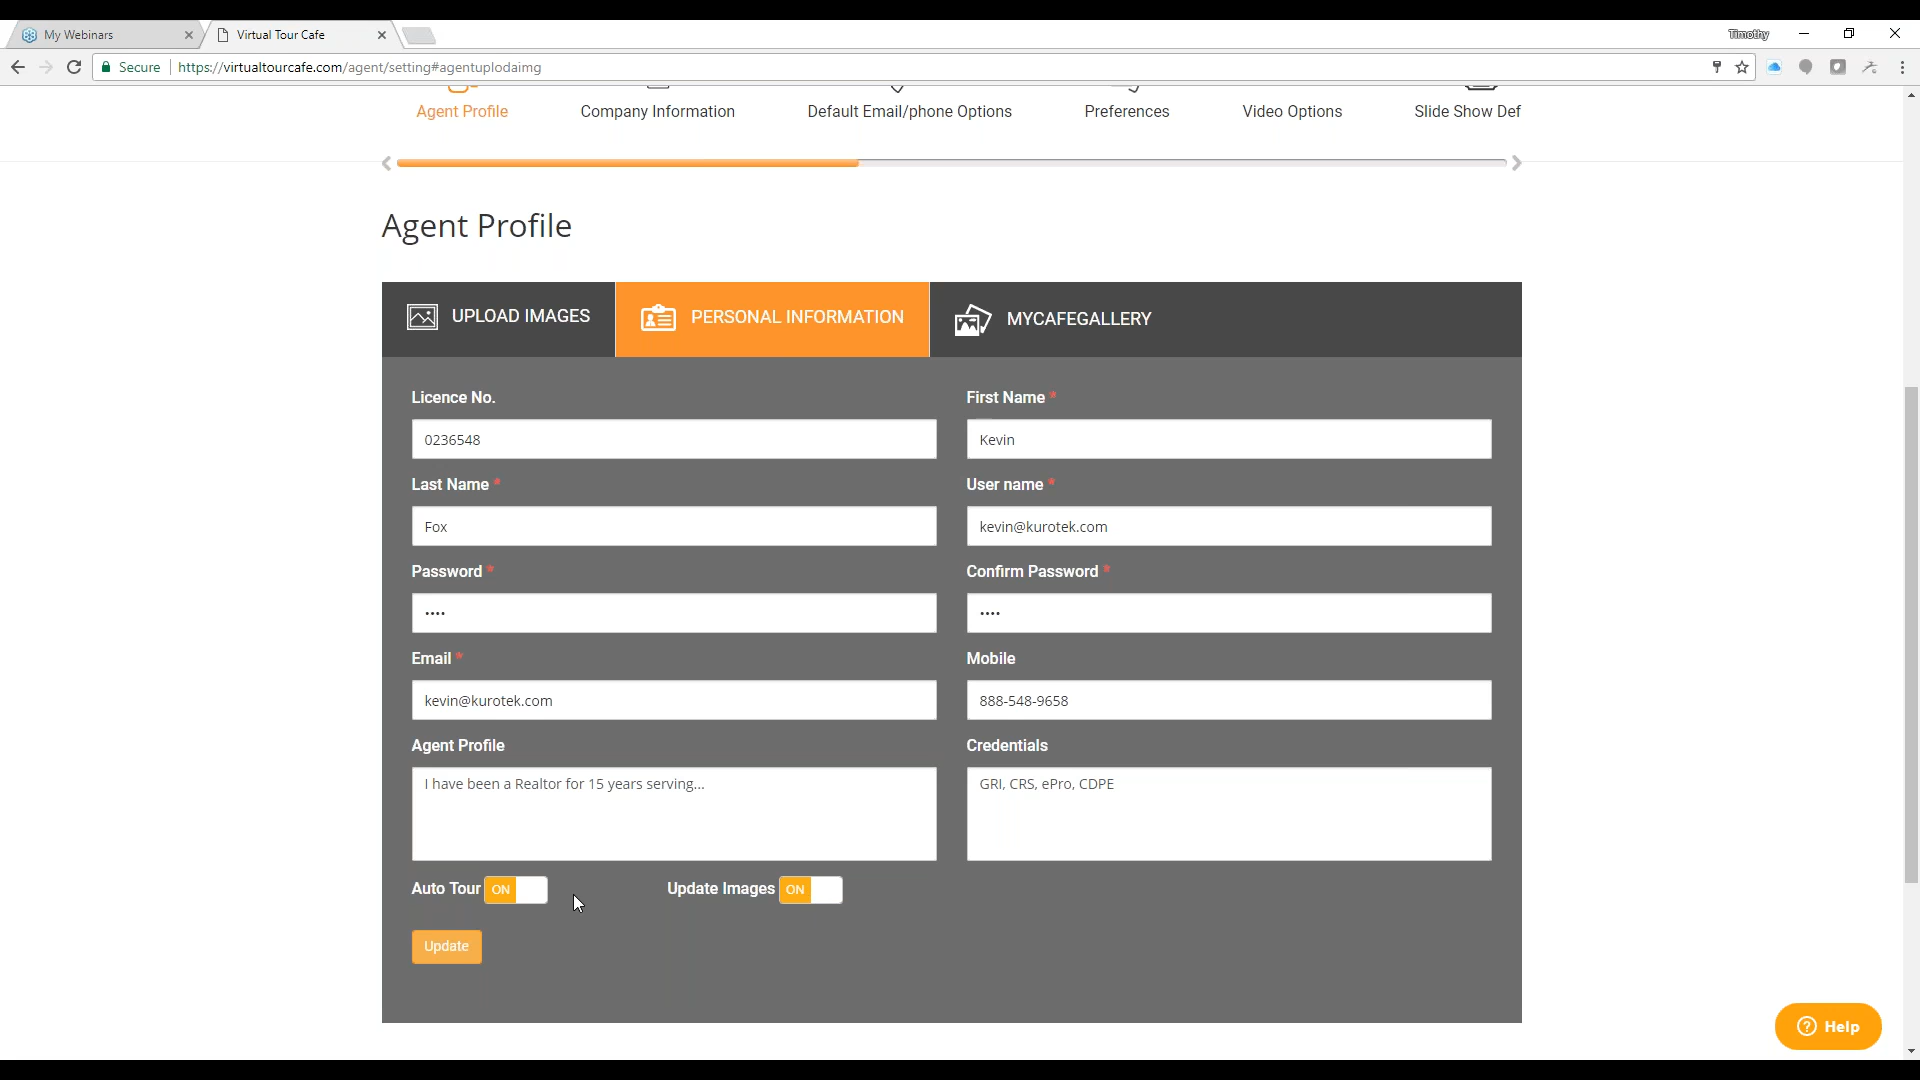 My Webinars
Virtual Tour Cafe
Timothy
Secure
https://virtualtourcafe.com/agent/setting#agentuplodaimg
Agent Profile
Company Information
Default Email/phone Options
Preferences
Video Options
Slide Show Def
Agent Profile
UPLOAD IMAGES
PERSONAL INFORMATION
MYCAFEGALLERY
Licence No.
First Name *
0236548
Kevin
Last Name *
User name *
Fox
kevin@kurotek.com
Password *
Confirm Password *
••••
••••
Email *
Mobile
kevin@kurotek.com
888-548-9658
Agent Profile
Credentials
I have been a Realtor for 15 years serving...
GRI, CRS, ePro, CDPE
Auto Tour ON
Update Images ON
Update
Help